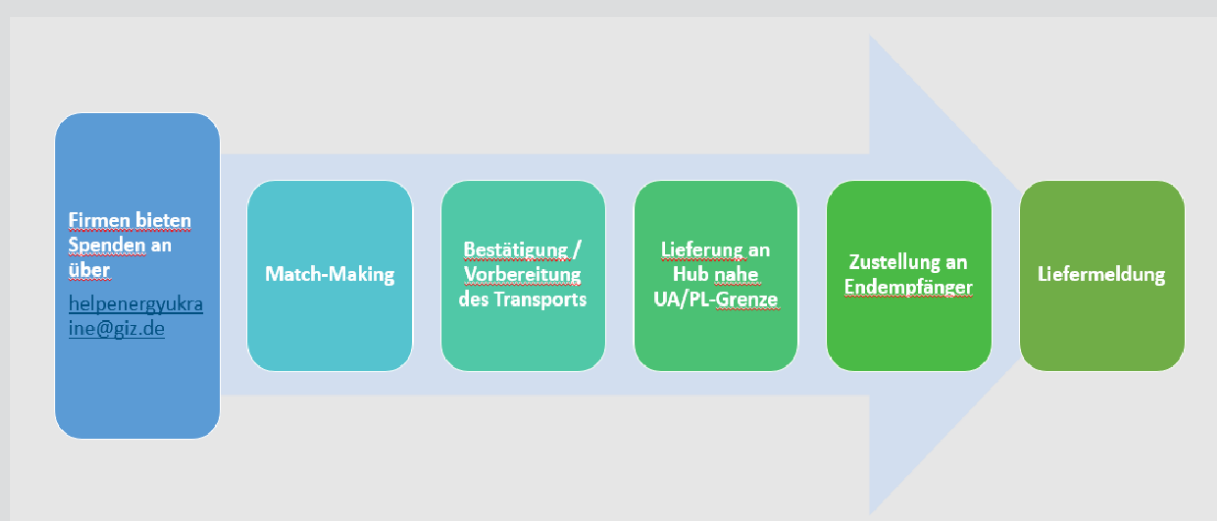 Firmen bieten
Spenden an
über
helpenergyukra
ine@giz.de
Match-Making
Bestätigung /
Vorbereitung
des Transports
Lieferung an
Hub nahe
UA/PL-Grenze
Zustellung an
Endempfänger
Liefermeldung